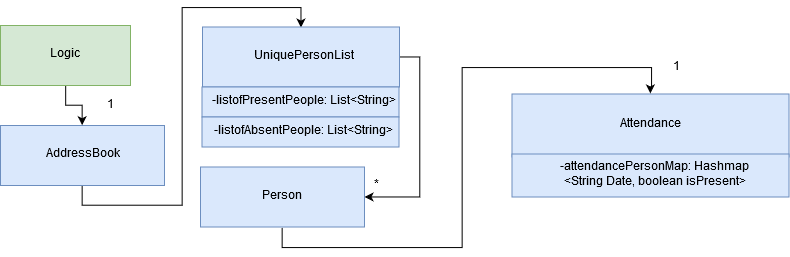 Logic
1
AddressBook
UniquePersonList
-listofPresentPeople: List<String>
-listofAbsentPeople: List<String>
*
Person
1
Attendance
-attendancePersonMap: Hashmap
<String Date, boolean isPresent>